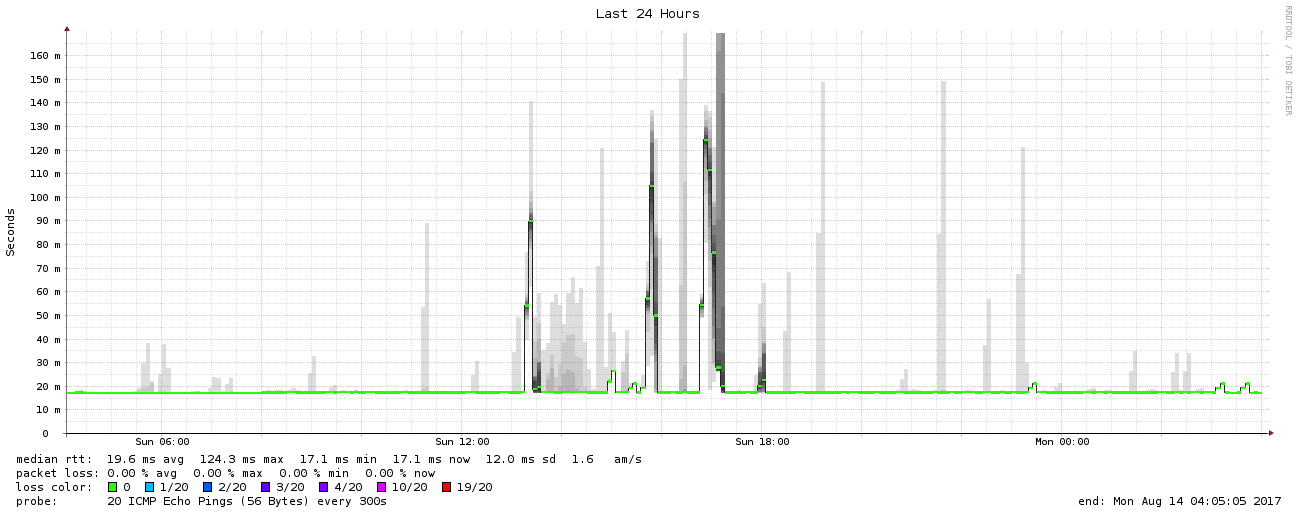 Last 24 Hours
RRDTOOL / TOBI OETIKER
Seconds
160 m
150 m
140 m
130 m
120 m
110 m
100 m
90 m
80 m
70 m
60 m
50 m
40 m
30 m
20 m
10 m
0
Sun 06:00 Sun 12:00 Sun 18:00 Mon 00:00
median rtt: 19.6 ms avg 124.3 ms max 17.1 ms min 17.1 ms now 12.0 ms sd 1.6 am/s
packet loss: 0.00 % avg 0.00 % max 0.00 % min 0.00 % now
loss color: 0 1/20 2/20 3/20 4/20 10/20 19/20
probe: 20 ICMP Echo Pings (56 Bytes) every 300s end: Mon Aug 14 04:05:05 2017